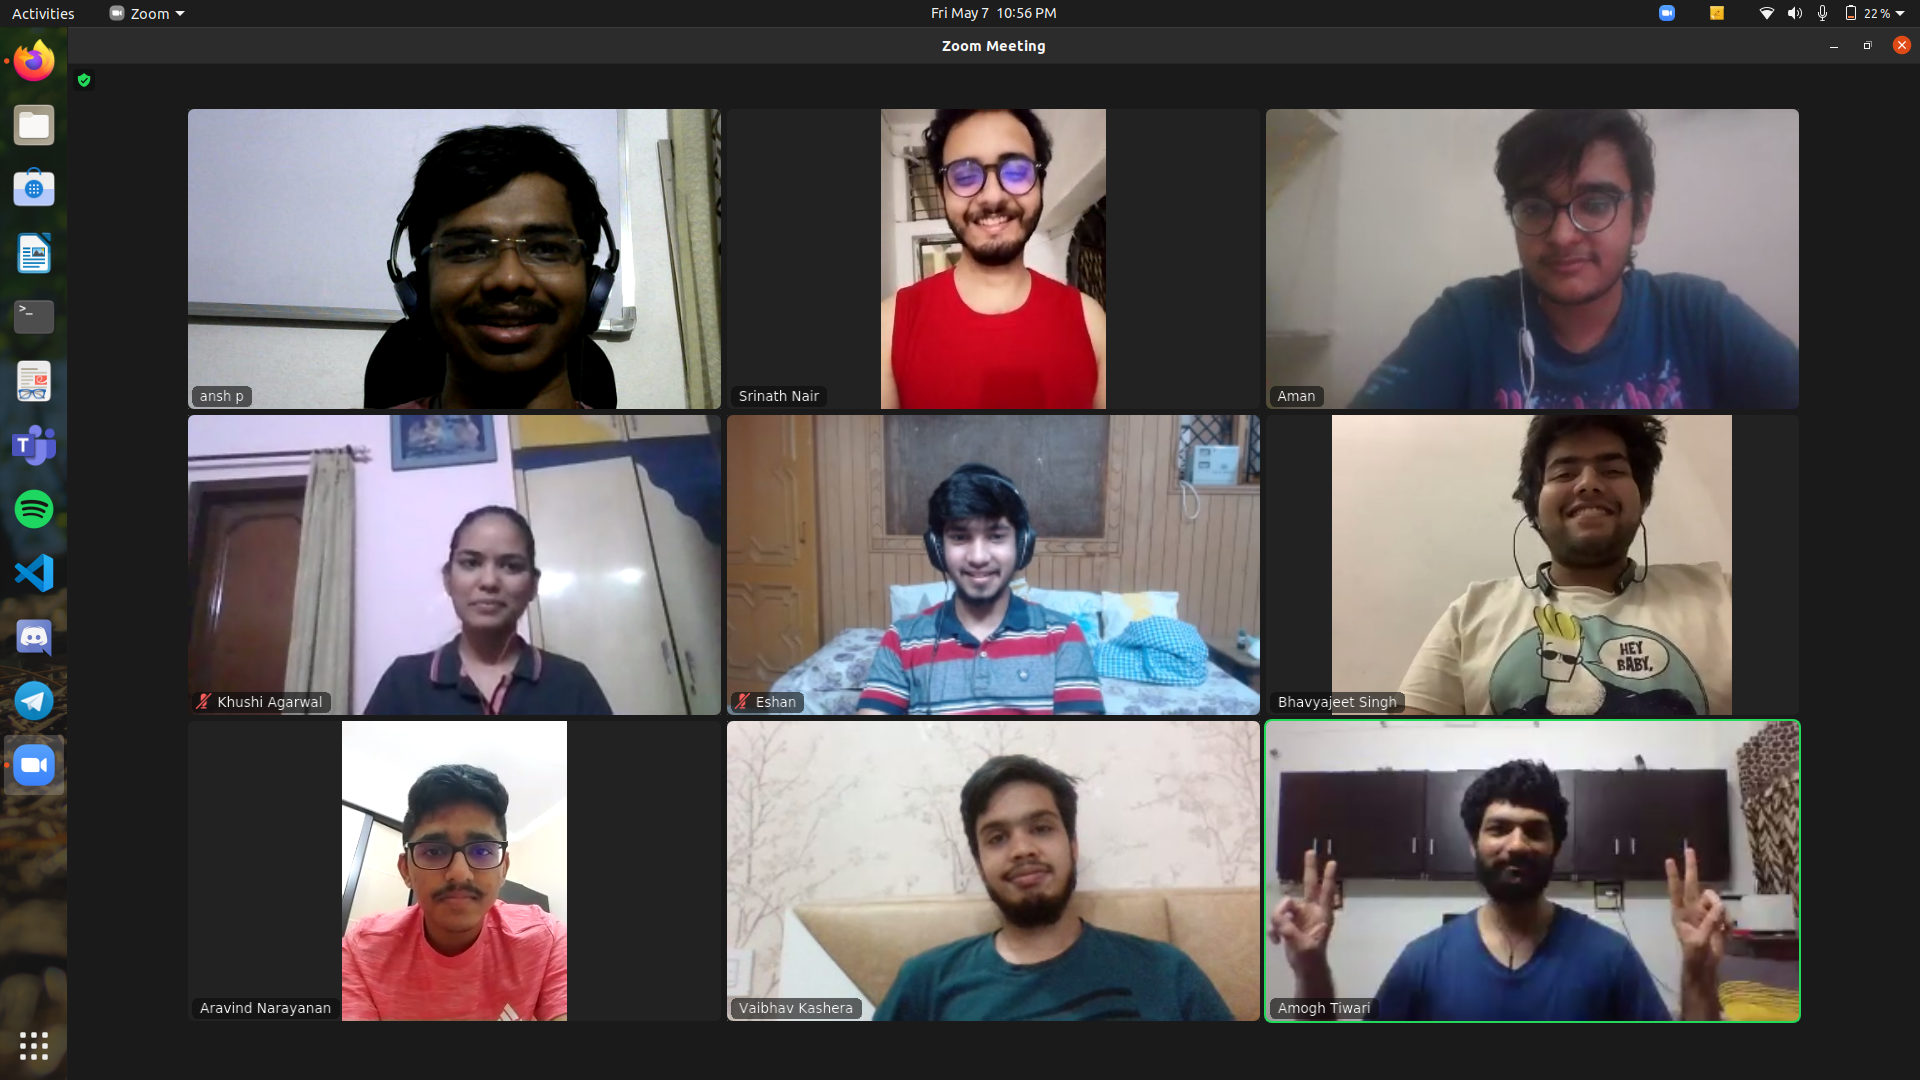 Activities
Zoom
Fri May 7 10:56 PM
22 %
Zoom Meeting
ansh p
Srinath Nair
Aman
Khushi Agarwal
Eshan
HEY
BABY,
Bhavyajeet Singh
Aravind Narayanan
Vaibhav Kashera
Amogh Tiwari